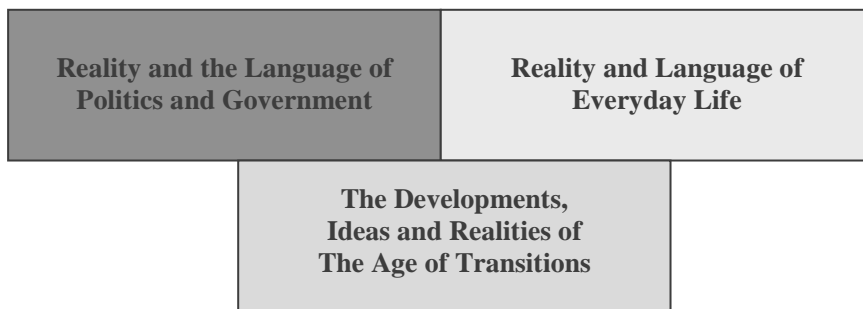 Reality and the Language of
Politics and Government
Reality and Language of
Everyday Life
The Developments,
Ideas and Realities of
The Age of Transitions